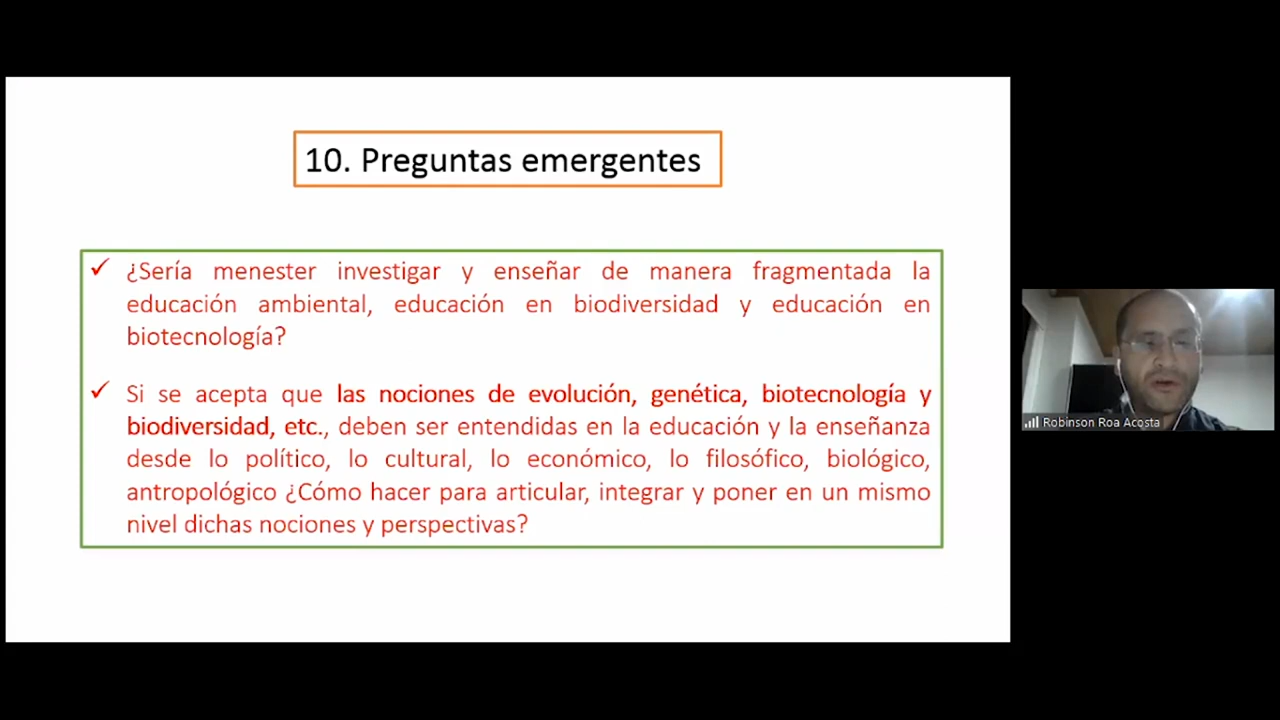 10. Preguntas emergentes
¿Sería menester investigar y enseñar de manera fragmentada la
educación ambiental, educación en biodiversidad y educación en
biotecnología?
Si se acepta que las nociones de evolución, genética, biotecnología y
biodiversidad, etc., deben ser entendidas en la educación y la enseñanza
desde lo político, lo cultural, lo económico, lo filosófico, biológico,
antropológico ¿Cómo hacer para articular, integrar y poner en un mismo
nivel dichas nociones y perspectivas?
Robinson Roa Acosta